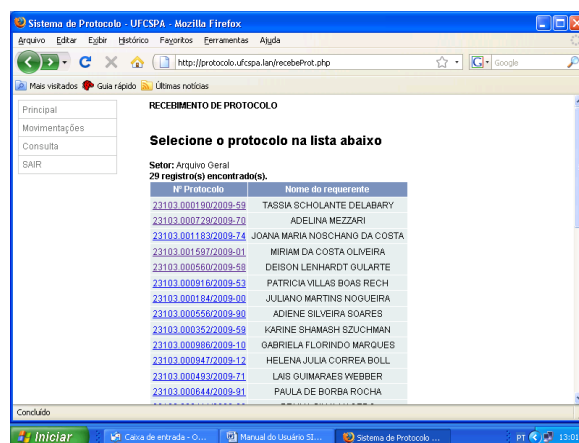 Sistema de Protocolo - UFCSPA - Mozilla Firefox
Arquivo Editar Exibir Histórico Favoritos Ferramentas Ajuda
http://protocolo.ufcspa.lan/recebeProt.php
Google
Mais visitados Guia rápido Últimas notícias
Principal
Movimentações
Consulta
SAIR
RECEBIMENTO DE PROTOCOLO
Selecione o protocolo na lista abaixo
Setor: Arquivo Geral
29 registro(s) encontrado(s).
Nº Protocolo Nome do requerente
23103.000190/2009-59 TASSIA SCHOLANTE DELABARY
23103.000729/2009-70 ADELINA MEZZARI
23103.001183/2009-74 JOANA MARIA NOSCHANG DA COSTA
23103.001597/2009-01 MIRIAM DA COSTA OLIVEIRA
23103.000560/2009-58 DEISON LENHARDT GULARTE
23103.000916/2009-53 PATRICIA VILLAS BOAS RECH
23103.000184/2009-00 JULIANO MARTINS NOGUEIRA
23103.000556/2009-90 ADIENE SILVEIRA SOARES
23103.000352/2009-59 KARINE SHAMASH SZUCHMAN
23103.000986/2009-10 GABRIELA FLORINDO MARQUES
23103.000947/2009-12 HELENA JULIA CORREA BOLL
23103.000493/2009-71 LAIS GUIMARAES WEBBER
23103.000644/2009-91 PAULA DE BORBA ROCHA
Concluído
Iniciar Caixa de entrada - O... Manual do Usuário SI... Sistema de Protocolo ... PT